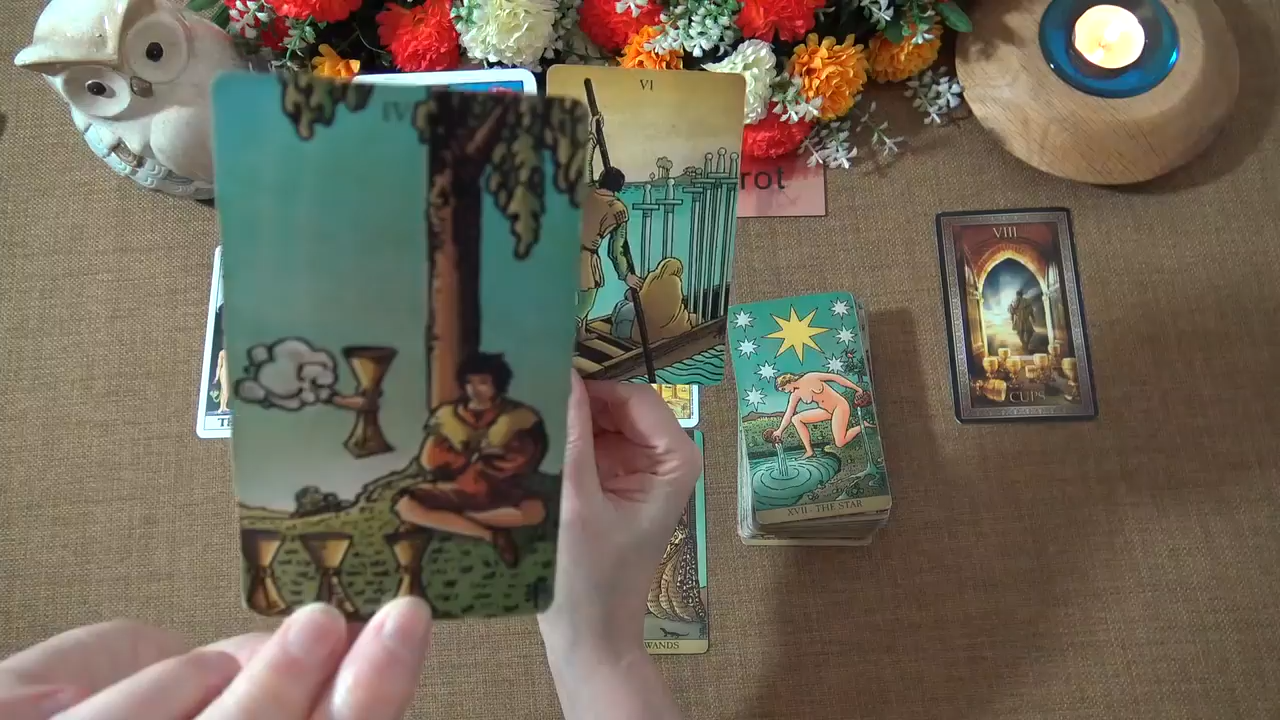 IV
VI
rot
VIII
CUPS
XVII - THE STAR
WANDS